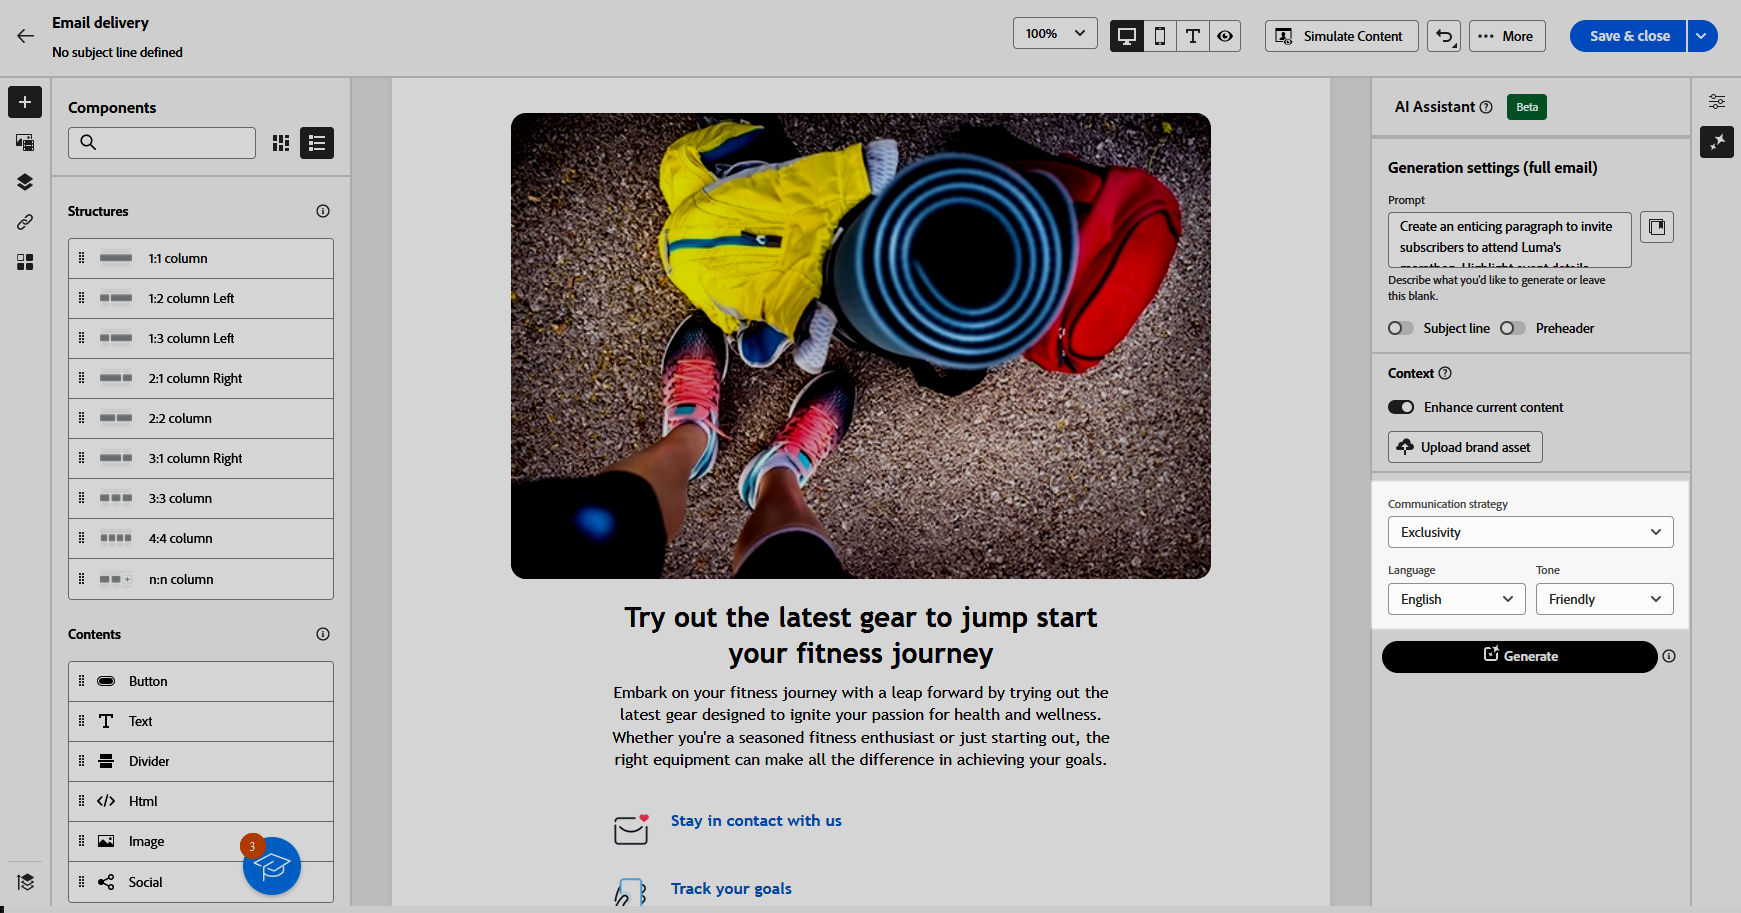 Email delivery
No subject line defined
100%
Simulate Content
More
Save & close
Components
Structures
1:1 column
1:2 column Left
1:3 column Left
2:1 column Right
2:2 column
3:1 column Right
3:3 column
4:4 column
n:n column
Contents
Button
Text
Divider
Html
Image
Social
3
Try out the latest gear to jump start
your fitness journey
Embark on your fitness journey with a leap forward by trying out the
latest gear designed to ignite your passion for health and wellness.
Whether you're a seasoned fitness enthusiast or just starting out, the
right equipment can make all the difference in achieving your goals.
Stay in contact with us
Track your goals
AI Assistant
Beta
Generation settings (full email)
Prompt
Create an enticing paragraph to invite
subscribers to attend Luma's
marathon. Highlight event details
Describe what you'd like to generate or leave
this blank.
Subject line
Preheader
Context
Enhance current content
Upload brand asset
Communication strategy
Exclusivity
Language
Tone
English
Friendly
Generate